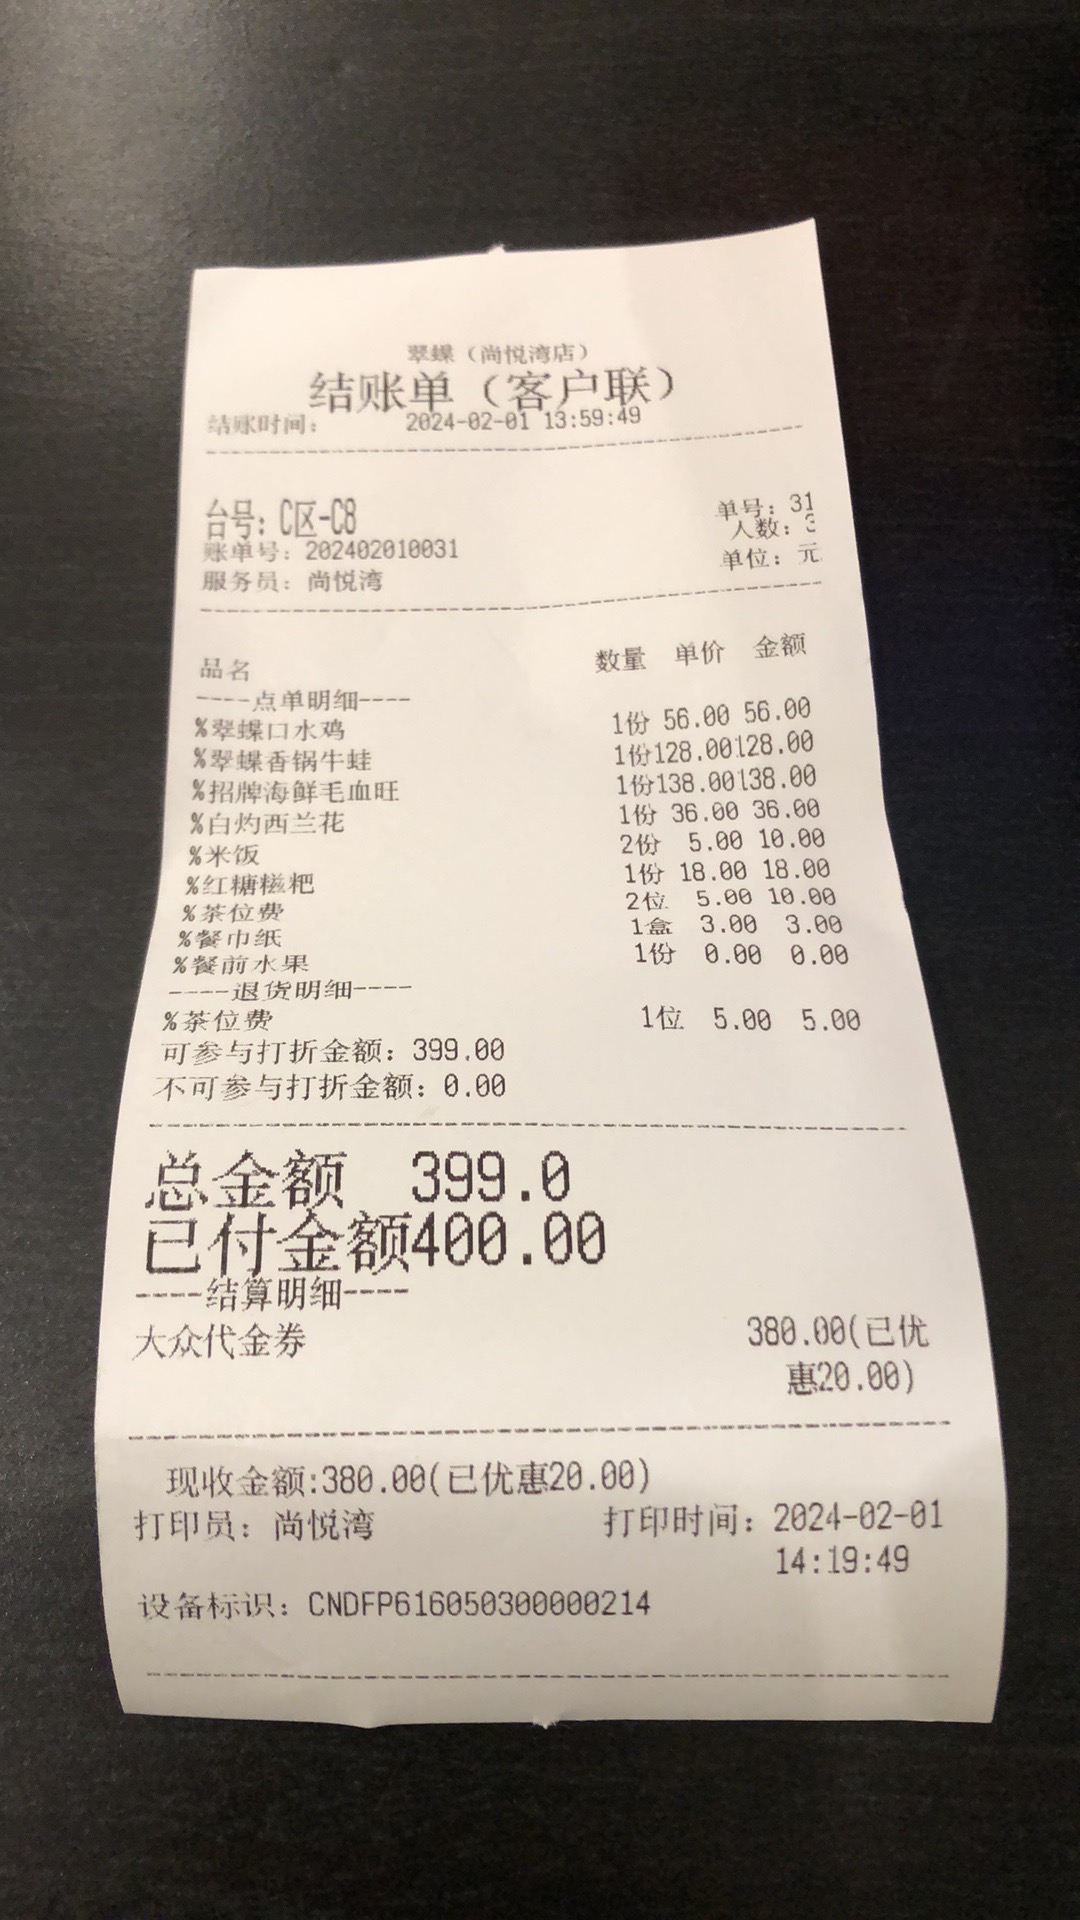 翠蝶（尚悦湾店）
结账单（客户联）
结账时间： 2024-02-01 13:59:49
台号：C区-C8 单号：31
人数：3
账单号：202402010031 单位：元
服务员：尚悦湾
品名 数量 单价 金额
----点单明细----
%翠蝶口水鸡 1份 56.00 56.00
%翠蝶香锅牛蛙 1份128.00128.00
%招牌海鲜毛血旺 1份138.00138.00
%白灼西兰花 1份 36.00 36.00
%米饭 2份 5.00 10.00
%红糖糍粑 1份 18.00 18.00
%茶位费 2位 5.00 10.00
%餐巾纸 1盒 3.00 3.00
%餐前水果 1份 0.00 0.00
----退货明细----
%茶位费 1位 5.00 5.00
可参与打折金额：399.00
不可参与打折金额：0.00
总金额 399.0
已付金额400.00
----结算明细----
大众代金券 380.00(已优
惠20.00)
现收金额:380.00(已优惠20.00)
打印员：尚悦湾 打印时间：2024-02-01
14:19:49
设备标识：CNDFP616050300000214